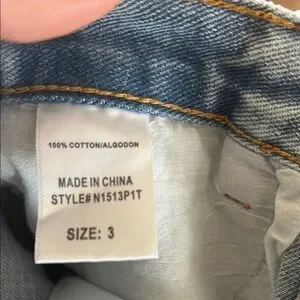 100% COTTON/ALGODON
MADE IN CHINA
STYLE# N1513P1T
SIZE: 3